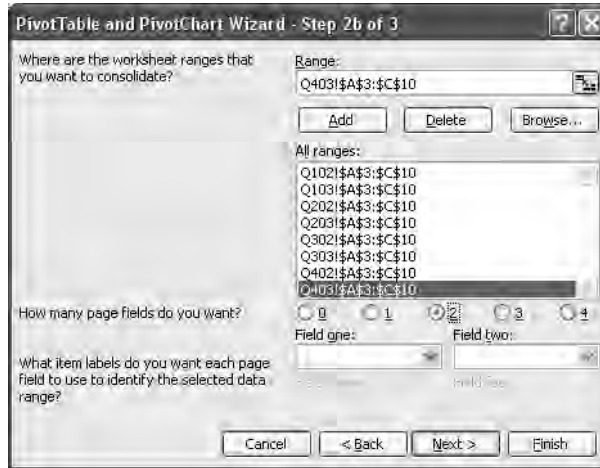 PivotTable and PivotChart Wizard - Step 2b of 3
Where are the worksheet ranges that
you want to consolidate?
Range:
Q403!$A$3:$C$10
Add Delete Browse...
All ranges:
Q102!$A$3:$C$10
Q103!$A$3:$C$10
Q202!$A$3:$C$10
Q203!$A$3:$C$10
Q302!$A$3:$C$10
Q303!$A$3:$C$10
Q402!$A$3:$C$10
Q403!$A$3:$C$10
How many page fields do you want? 0 1 2 3 4
What item labels do you want each page
field to use to identify the selected data
range?
Field one: Field two:
Cancel < Back Next > Finish